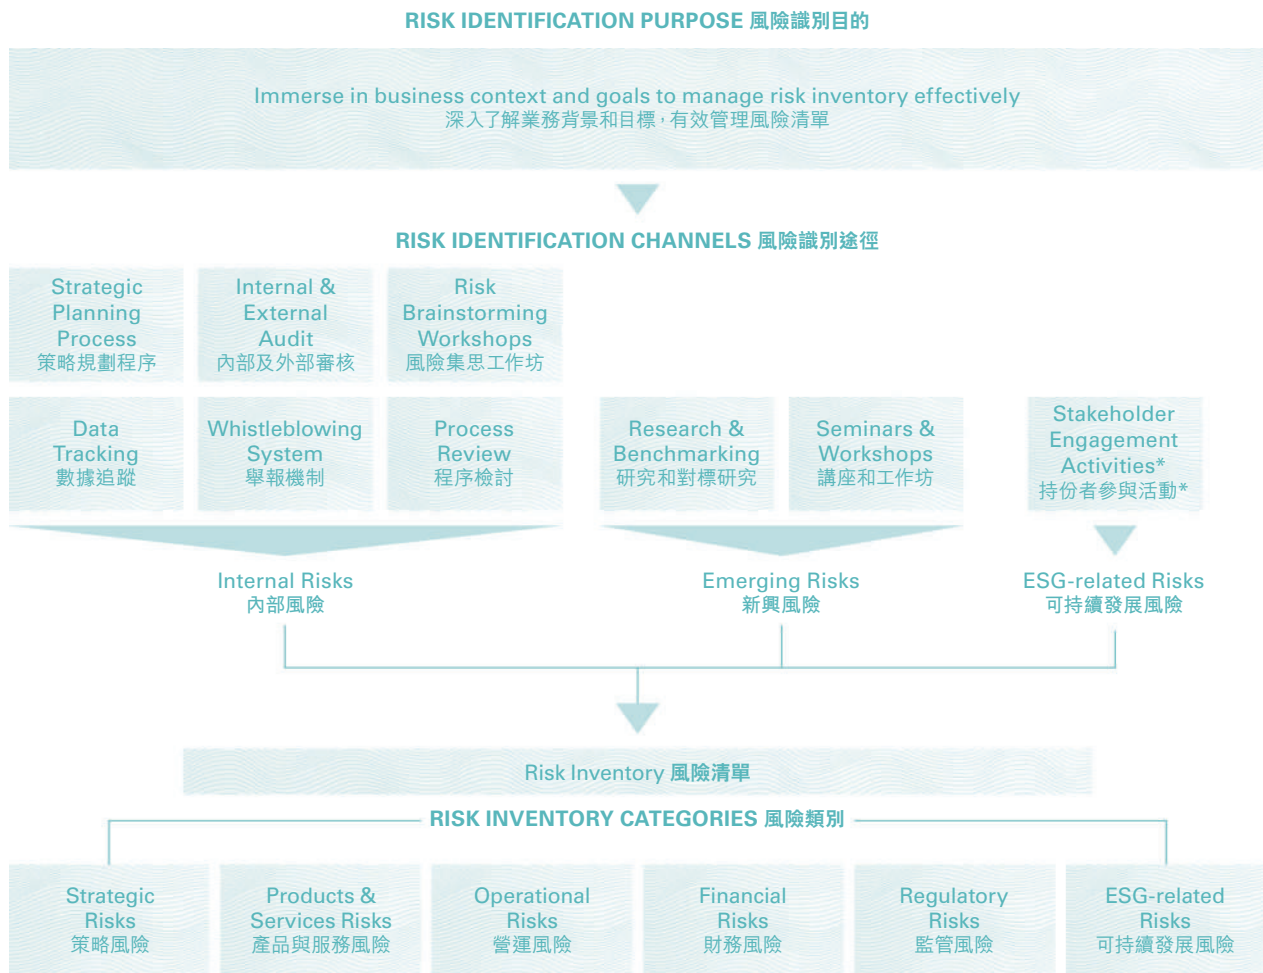 RISK IDENTIFICATION PURPOSE 風險識別目的
Immerse in business context and goals to manage risk inventory effectively
深入了解業務背景和目標，有效管理風險清單
RISK IDENTIFICATION CHANNELS 風險識別途徑
Strategic
Planning
Process
策略規劃程序
Internal &
External
Audit
內部及外部審核
Risk
Brainstorming
Workshops
風險集思工作坊
Data
Tracking
數據追蹤
Whistleblowing
System
舉報機制
Process
Review
程序檢討
Research &
Benchmarking
研究和對標研究
Seminars &
Workshops
講座和工作坊
Stakeholder
Engagement
Activities*
持份者參與活動*
Internal Risks
內部風險
Emerging Risks
新興風險
ESG-related Risks
可持續發展風險
Risk Inventory 風險清單
RISK INVENTORY CATEGORIES 風險類別
Strategic
Risks
策略風險
Products &
Services Risks
產品與服務風險
Operational
Risks
營運風險
Financial
Risks
財務風險
Regulatory
Risks
監管風險
ESG-related
Risks
可持續發展風險